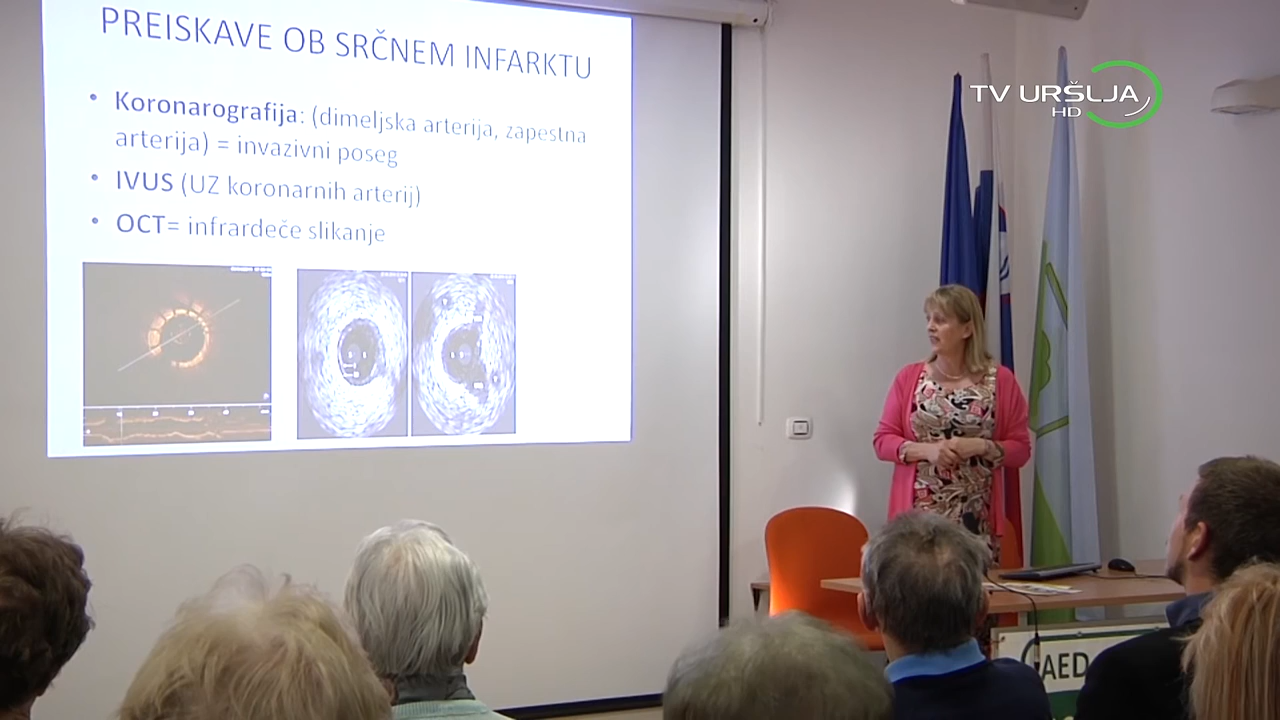 PREISKAVE OB SRČNEM INFARKTU
• Koronarografija: (dimeljska arterija, zapestna
arterija) = invazivni poseg
• IVUS (UZ koronarnih arterij)
• OCT= infrardeče slikanje
TV URŠLJA
HD
AED